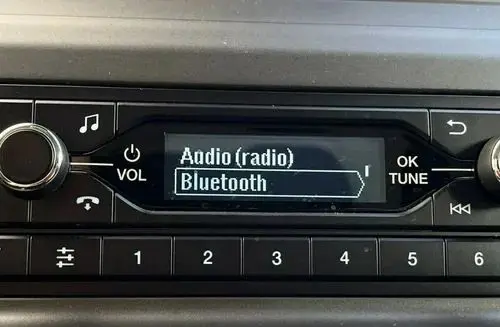 Audio (radio)
Bluetooth
VOL
OK
TUNE
1
2
3
4
5
6